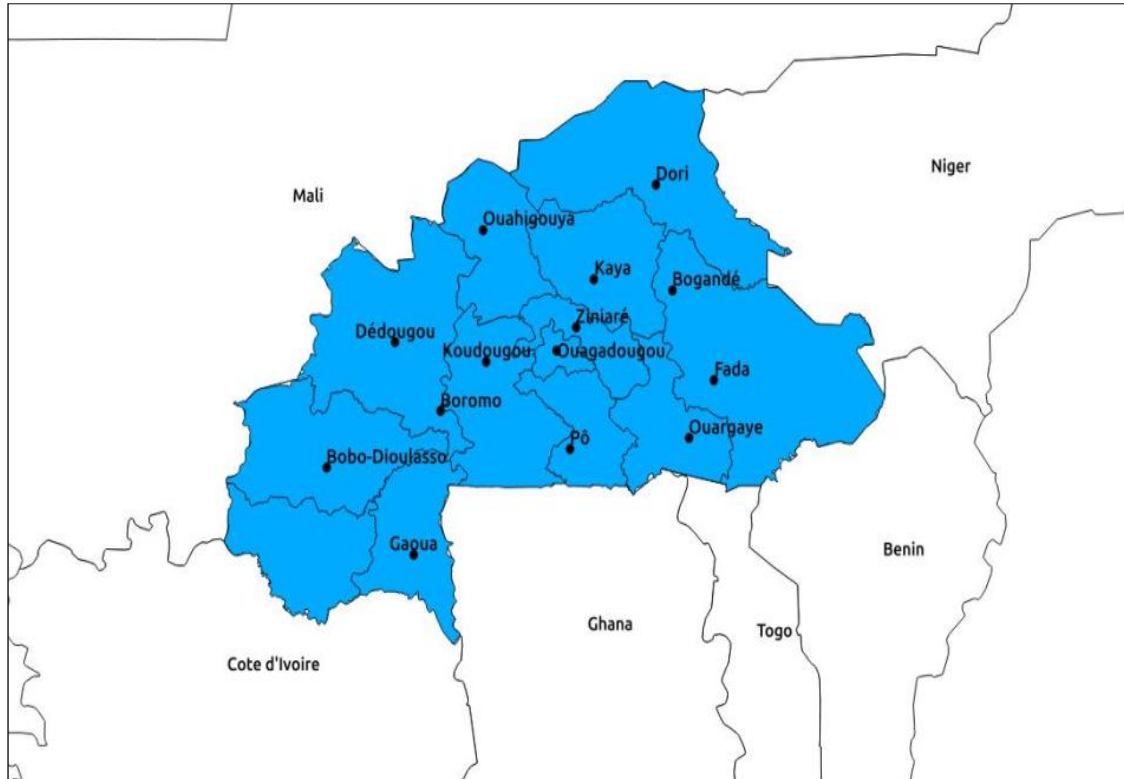 Dori
Niger
Mali
Ouahigouya
Kaya
Bogandé
Ziniaré
Dédougou
Koudougou
Ouagadougou
Fada
Boromo
Ouargaye
Pô
Bobo-Dioulasso
Gaoua
Benin
Ghana
Togo
Cote d'Ivoire